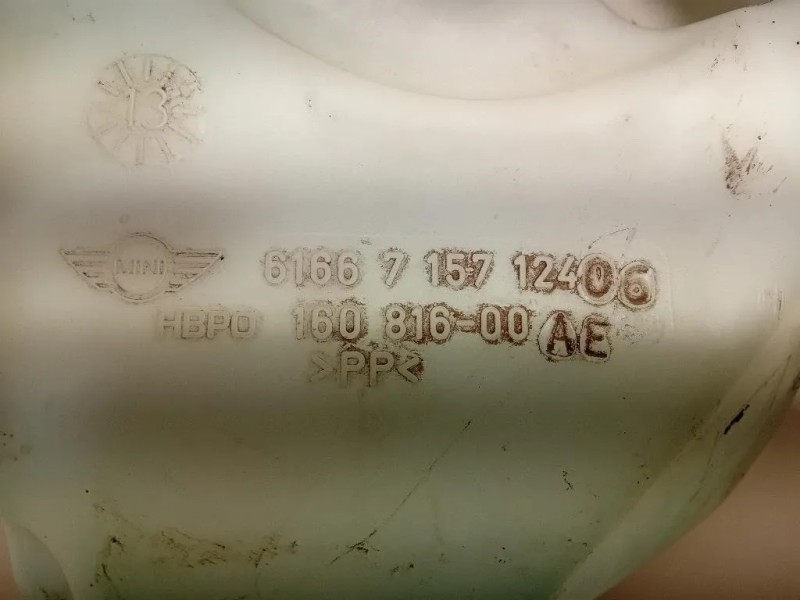 13
MINI 6166 7 157 124 06
HBPO 160 816-00 AE
>PP<